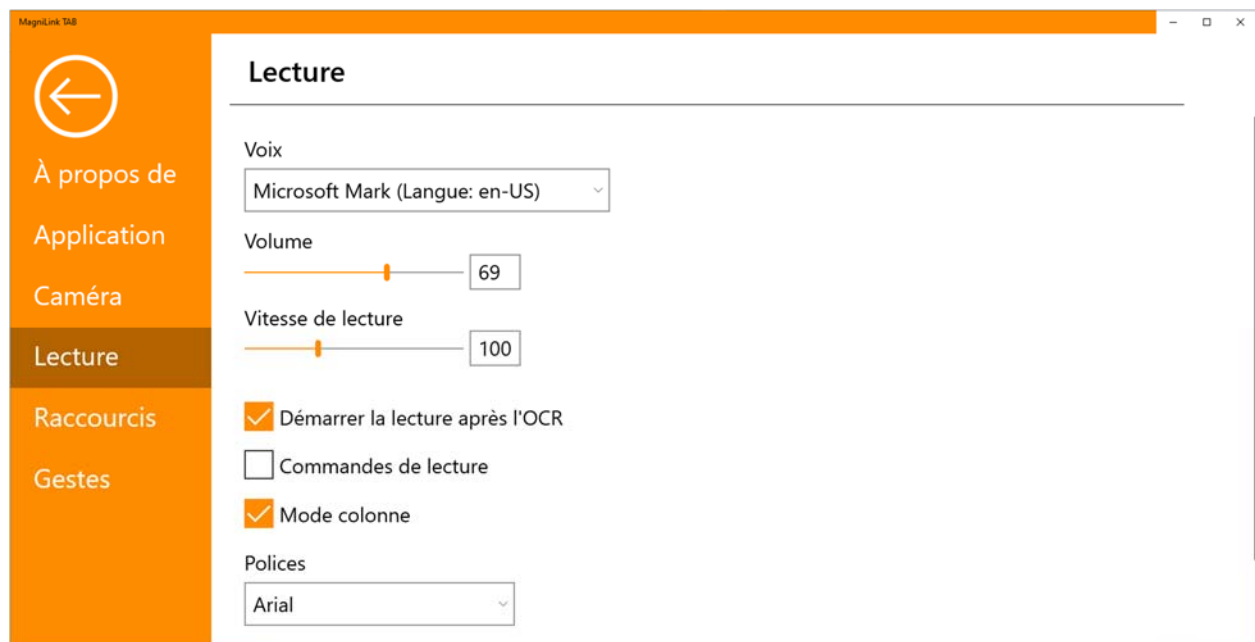 MagniLink TAB
Lecture
À propos de
Application
Caméra
Lecture
Raccourcis
Gestes
Voix
Microsoft Mark (Langue: en-US)
Volume
69
Vitesse de lecture
100
Démarrer la lecture après l'OCR
Commandes de lecture
Mode colonne
Polices
Arial